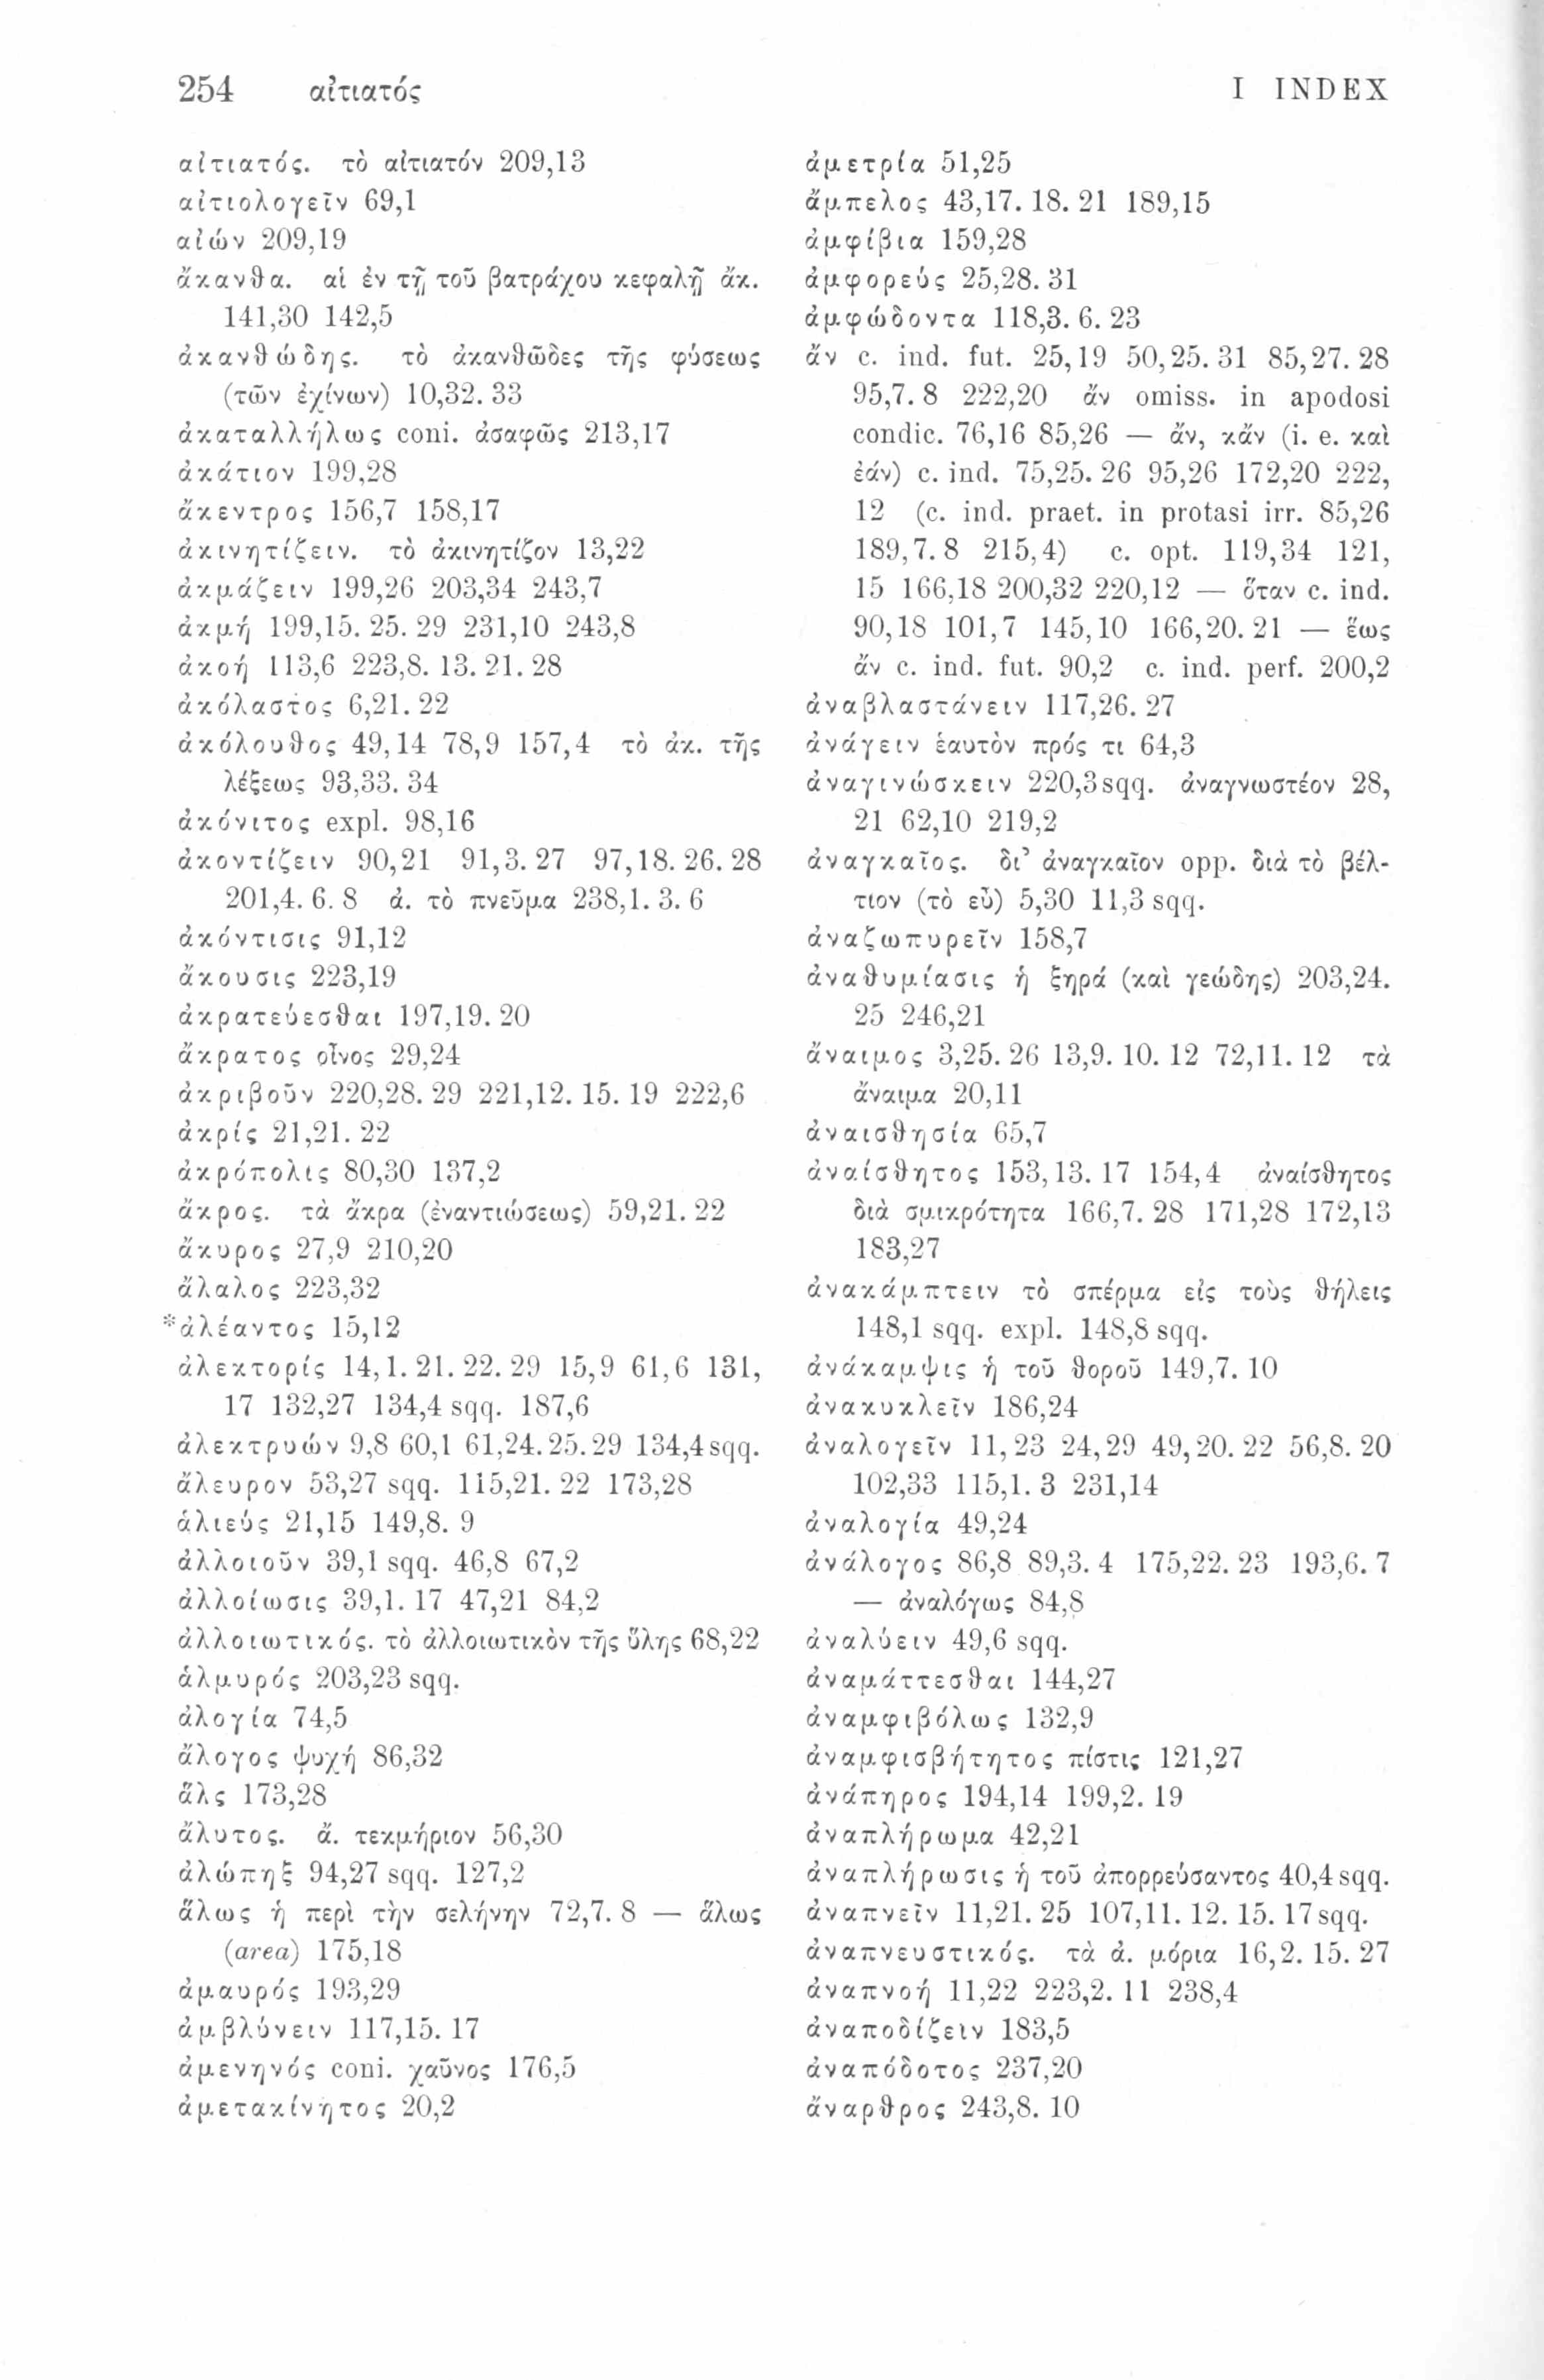 254 αἰτιατός I INDEX
αἰτιατός. τὸ αἰτιατόν 209,13
αἰτιολογεῖν 69,1
αἰών 209,19
ἄκανθα. αἱ ἐν τῇ τοῦ βατράχου κεφαλῇ ἄκ.
141,30 142,5
ἀκανθώδης. τὸ ἀκανθῶδες τῆς φύσεως
(τῶν ἐχίνων) 10,32. 33
ἀκαταλλήλως coni. ἀσαφῶς 213,17
ἀκάτιον 199,28
ἄκεντρος 156,7 158,17
ἀκινητίζειν. τὸ ἀκινητίζον 13,22
ἀκμάζειν 199,26 203,34 243,7
ἀκμή 199,15. 25. 29 231,10 243,8
ἀκοή 113,6 223,8. 13. 21. 28
ἀκόλαστος 6,21. 22
ἀκόλουθος 49,14 78,9 157,4 τὸ ἀκ. τῆς
λέξεως 93,33. 34
ἀκόνιτος expl. 98,16
ἀκοντίζειν 90,21 91,3. 27 97,18. 26. 28
201,4. 6. 8 ἀ. τὸ πνεῦμα 238,1. 3. 6
ἀκόντισις 91,12
ἄκουσις 223,19
ἀκρατεύεσθαι 197,19. 20
ἄκρατος οἶνος 29,24
ἀκριβοῦν 220,28. 29 221,12. 15. 19 222,6
ἀκρίς 21,21. 22
ἀκρόπολις 80,30 137,2
ἄκρος. τὰ ἄκρα (ἐναντιώσεως) 59,21. 22
ἄκυρος 27,9 210,20
ἄλαλος 223,32
*ἀλέαντος 15,12
ἀλεκτορίς 14,1. 21. 22. 29 15,9 61,6 131,
17 132,27 134,4 sqq. 187,6
ἀλεκτρυών 9,8 60,1 61,24. 25. 29 134,4 sqq.
ἄλευρον 53,27 sqq. 115,21. 22 173,28
ἁλιεύς 21,15 149,8. 9
ἀλλοιοῦν 39,1 sqq. 46,8 67,2
ἀλλοίωσις 39,1. 17 47,21 84,2
ἀλλοιωτικός. τὸ ἀλλοιωτικὸν τῆς ὕλης 68,22
ἁλμυρός 203,23 sqq.
ἀλογία 74,5
ἄλογος ψυχή 86,32
ἅλς 173,28
ἄλυτος. ἄ. τεκμήριον 56,30
ἀλώπηξ 94,27 sqq. 127,2
ἅλως ἡ περὶ τὴν σελήνην 72,7. 8 — ἅλως
(area) 175,18
ἀμαυρός 193,29
ἀμβλύνειν 117,15. 17
ἀμενηνός coni. χαῦνος 176,5
ἀμετακίνητος 20,2
ἀμετρία 51,25
ἄμπελος 43,17. 18. 21 189,15
ἀμφίβια 159,28
ἀμφορεύς 25,28. 31
ἀμφώδοντα 118,3. 6. 23
ἄν c. ind. fut. 25,19 50,25. 31 85,27. 28
95,7. 8 222,20 ἄν omiss. in apodosi
condic. 76,16 85,26 — ἄν, κἄν (i. e. καὶ
ἐάν) c. ind. 75,25. 26 95,26 172,20 222,
12 (c. ind. praet. in protasi irr. 85,26
189,7. 8 215,4) c. opt. 119,34 121,
15 166,18 200,32 220,12 — ὅταν c. ind.
90,18 101,7 145,10 166,20. 21 — ἕως
ἄν c. ind. fut. 90,2 c. ind. perf. 200,2
ἀναβλαστάνειν 117,26. 27
ἀνάγειν ἑαυτὸν πρός τι 64,3
ἀναγινώσκειν 220,3 sqq. ἀναγνωστέον 28,
21 62,10 219,2
ἀναγκαῖος. δι’ ἀναγκαῖον opp. διὰ τὸ βέλ-
τιον (τὸ εὖ) 5,30 11,3 sqq.
ἀναζωπυρεῖν 158,7
ἀναθυμίασις ἡ ξηρά (καὶ γεώδης) 203,24.
25 246,21
ἄναιμος 3,25. 26 13,9. 10. 12 72,11. 12 τὰ
ἄναιμα 20,11
ἀναισθησία 65,7
ἀναίσθητος 153,13. 17 154,4 ἀναίσθητος
διὰ σμικρότητα 166,7. 28 171,28 172,13
183,27
ἀνακάμπτειν τὸ σπέρμα εἰς τοὺς θήλεις
148,1 sqq. expl. 148,8 sqq.
ἀνάκαμψις ἡ τοῦ θοροῦ 149,7. 10
ἀνακυκλεῖν 186,24
ἀναλογεῖν 11,23 24,29 49,20. 22 56,8. 20
102,33 115,1. 3 231,14
ἀναλογία 49,24
ἀνάλογος 86,8 89,3. 4 175,22. 23 193,6. 7
— ἀναλόγως 84,8
ἀναλύειν 49,6 sqq.
ἀναμάττεσθαι 144,27
ἀναμφιβόλως 132,9
ἀναμφισβήτητος πίστις 121,27
ἀνάπηρος 194,14 199,2. 19
ἀναπλήρωμα 42,21
ἀναπλήρωσις ἡ τοῦ ἀπορρεύσαντος 40,4 sqq.
ἀναπνεῖν 11,21. 25 107,11. 12. 15. 17 sqq.
ἀναπνευστικός. τὰ ἀ. μόρια 16,2. 15. 27
ἀναπνοή 11,22 223,2. 11 238,4
ἀναποδίζειν 183,5
ἀναπόδοτος 237,20
ἄναρθρος 243,8. 10